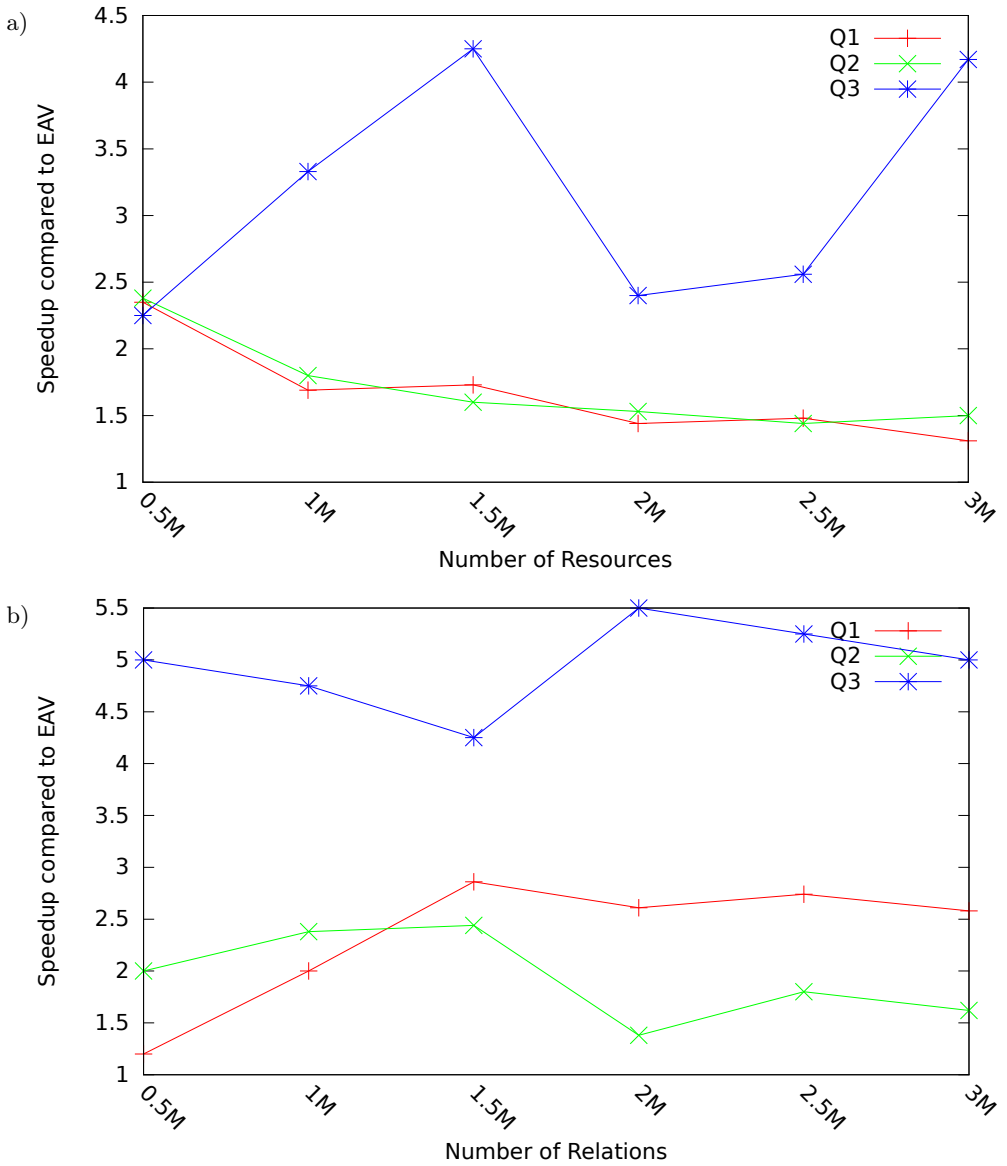 a)
4.5
4
3.5
3
2.5
2
1.5
1
Speedup compared to EAV
Q1
Q2
Q3
0.5M
1M
1.5M
2M
2.5M
3M
Number of Resources
b)
5.5
5
4.5
4
3.5
3
2.5
2
1.5
1
Speedup compared to EAV
Q1
Q2
Q3
0.5M
1M
1.5M
2M
2.5M
3M
Number of Relations